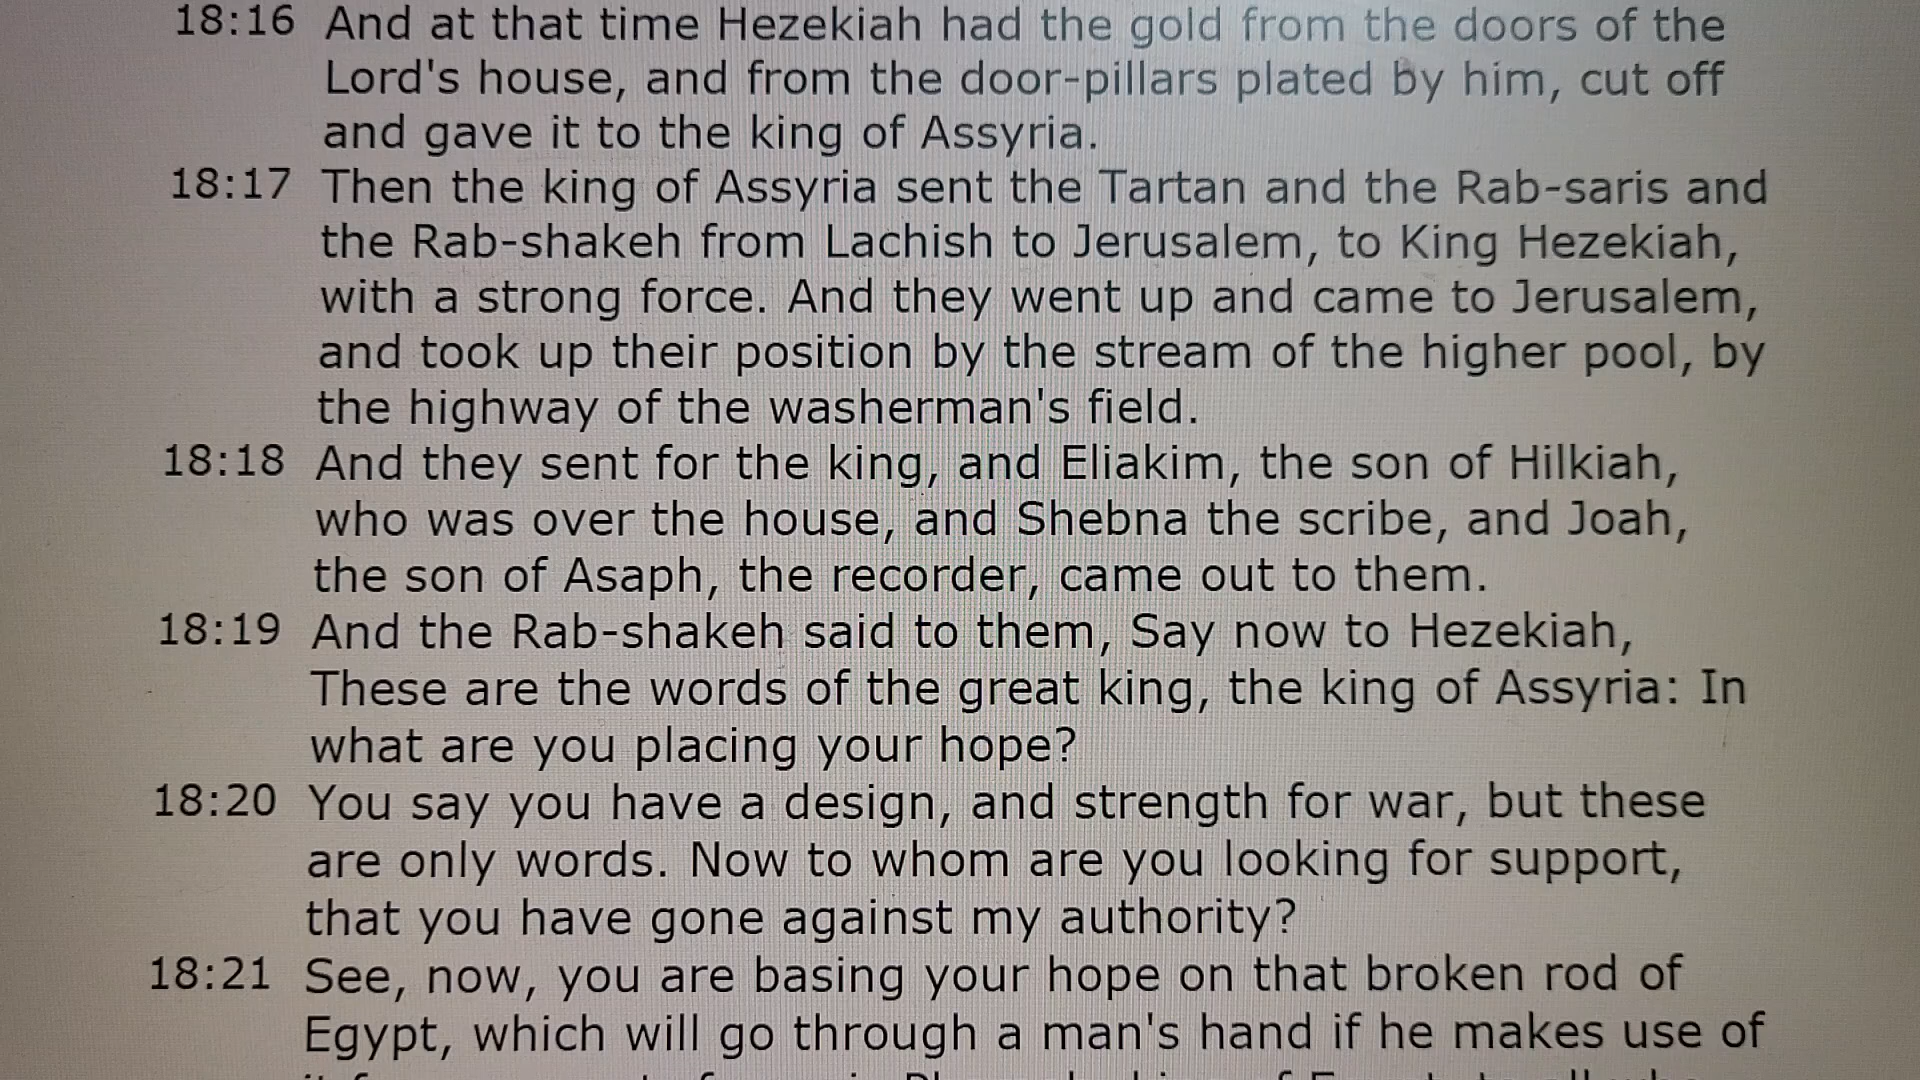 18:16 And at that time Hezekiah had the gold from the doors of the
Lord's house, and from the door-pillars plated by him, cut off
and gave it to the king of Assyria.
18:17 Then the king of Assyria sent the Tartan and the Rab-saris and
the Rab-shakeh from Lachish to Jerusalem, to King Hezekiah,
with a strong force. And they went up and came to Jerusalem,
and took up their position by the stream of the higher pool, by
the highway of the washerman's field.
18:18 And they sent for the king, and Eliakim, the son of Hilkiah,
who was over the house, and Shebna the scribe, and Joah,
the son of Asaph, the recorder, came out to them.
18:19 And the Rab-shakeh said to them, Say now to Hezekiah,
These are the words of the great king, the king of Assyria: In
what are you placing your hope?
18:20 You say you have a design, and strength for war, but these
are only words. Now to whom are you looking for support,
that you have gone against my authority?
18:21 See, now, you are basing your hope on that broken rod of
Egypt, which will go through a man's hand if he makes use of